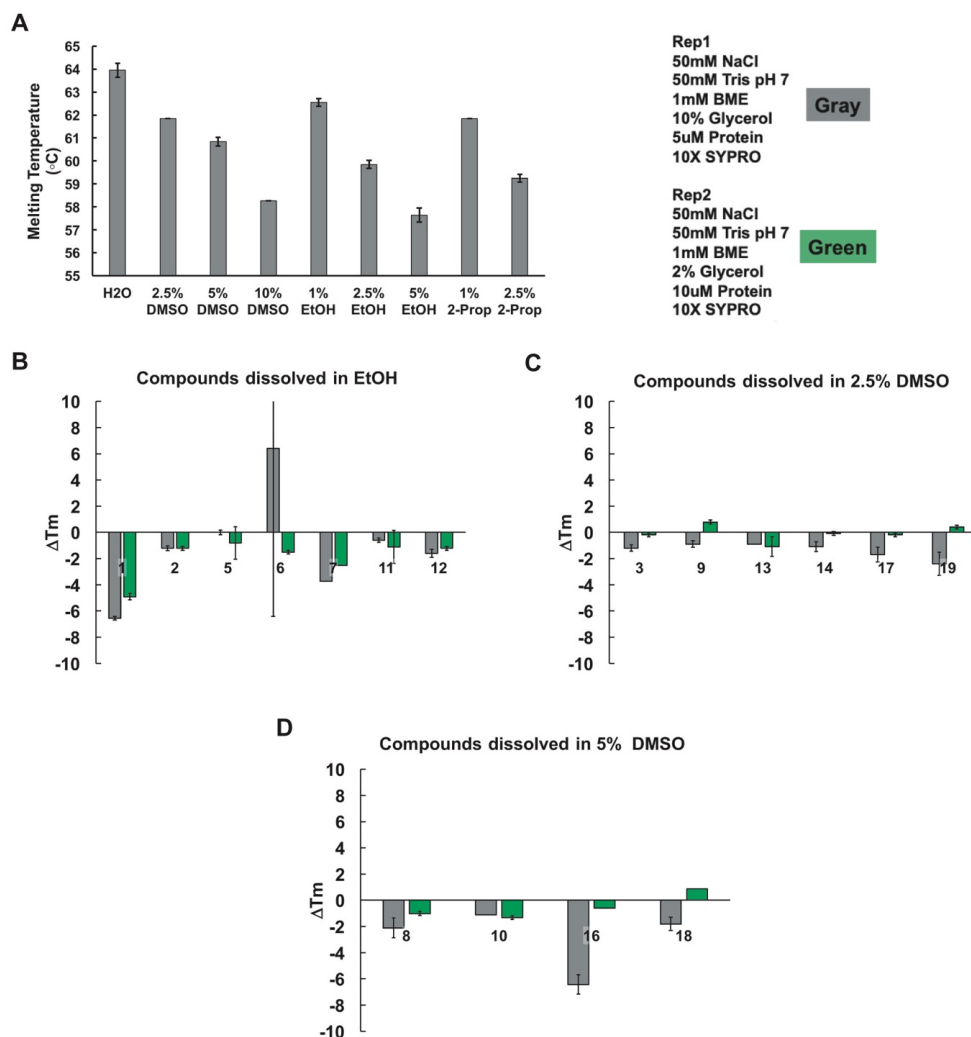 A
65
64
63
62
61
60
59
58
57
56
55
Melting Temperature
(◦C)
H2O
2.5%
DMSO
5%
DMSO
10%
DMSO
1%
EtOH
2.5%
EtOH
5%
EtOH
1%
2-Prop
2.5%
2-Prop
Rep1
50mM NaCl
50mM Tris pH 7
1mM BME
10% Glycerol
5uM Protein
10X SYPRO
Gray
Rep2
50mM NaCl
50mM Tris pH 7
1mM BME
2% Glycerol
10uM Protein
10X SYPRO
Green
B
Compounds dissolved in EtOH
10
8
6
4
2
0
-2
-4
-6
-8
-10
ΔTm
1
2
5
6
7
11
12
C
Compounds dissolved in 2.5% DMSO
10
8
6
4
2
0
-2
-4
-6
-8
-10
ΔTm
3
9
13
14
17
19
D
Compounds dissolved in 5% DMSO
10
8
6
4
2
0
-2
-4
-6
-8
-10
ΔTm
8
10
16
18